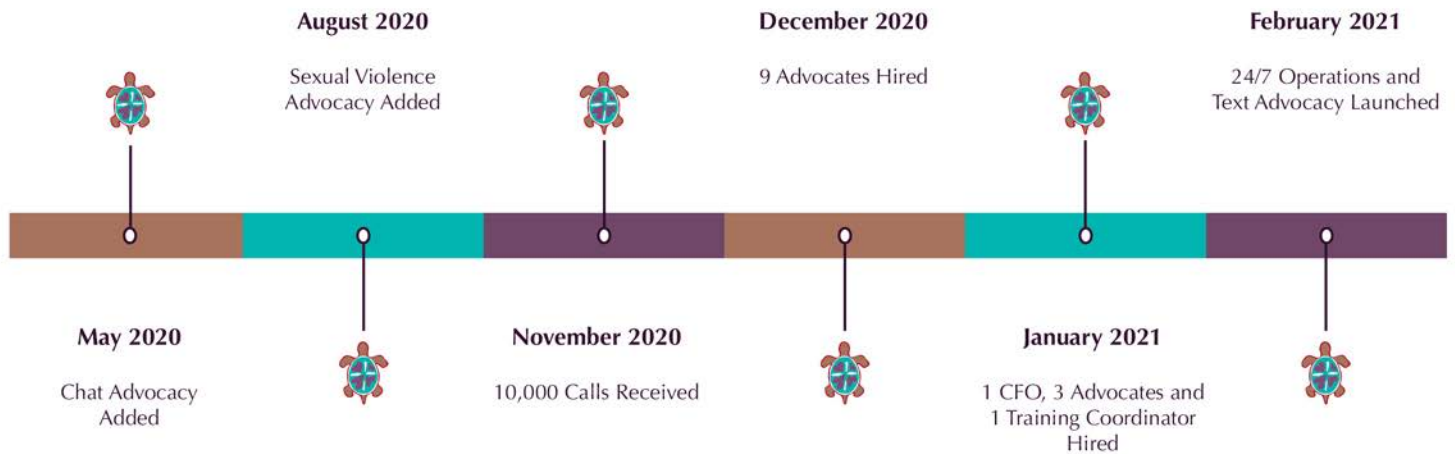 August 2020
Sexual Violence
Advocacy Added
December 2020
9 Advocates Hired
February 2021
24/7 Operations and
Text Advocacy Launched
May 2020
Chat Advocacy
Added
November 2020
10,000 Calls Received
January 2021
1 CFO, 3 Advocates and
1 Training Coordinator
Hired